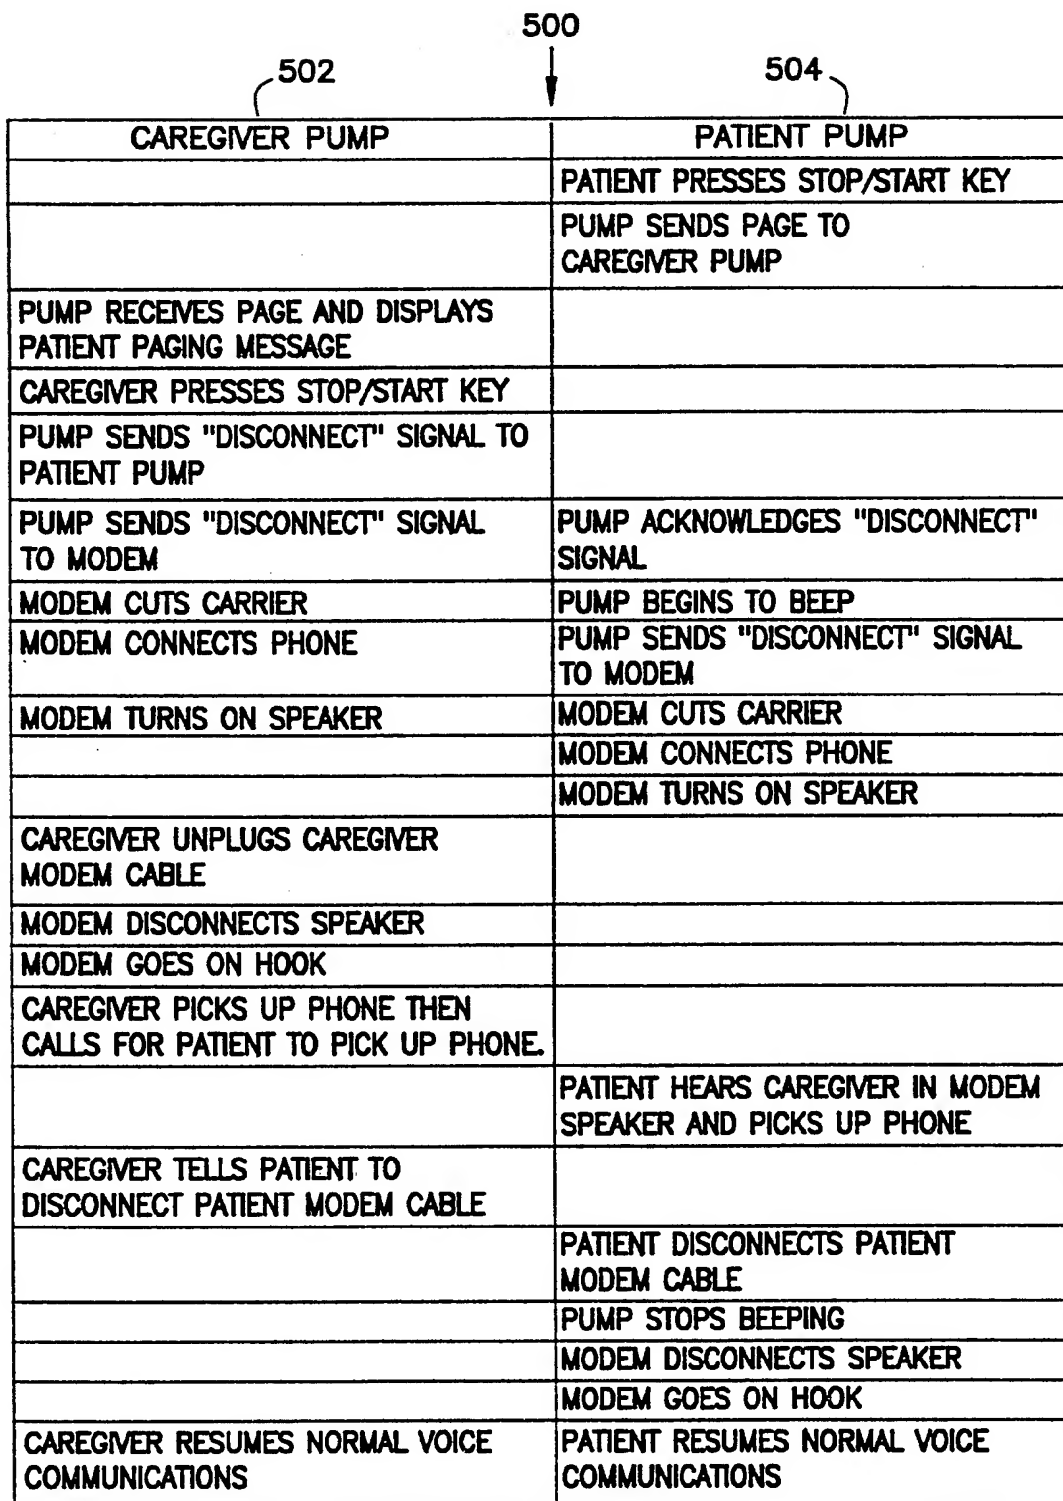 500
502
504
CAREGIVER PUMP
PATIENT PUMP
PATIENT PRESSES STOP/START KEY
PUMP SENDS PAGE TO
CAREGIVER PUMP
PUMP RECEIVES PAGE AND DISPLAYS
PATIENT PAGING MESSAGE
CAREGIVER PRESSES STOP/START KEY
PUMP SENDS "DISCONNECT" SIGNAL TO
PATIENT PUMP
PUMP SENDS "DISCONNECT" SIGNAL
TO MODEM
PUMP ACKNOWLEDGES "DISCONNECT"
SIGNAL
MODEM CUTS CARRIER
PUMP BEGINS TO BEEP
MODEM CONNECTS PHONE
PUMP SENDS "DISCONNECT" SIGNAL
TO MODEM
MODEM TURNS ON SPEAKER
MODEM CUTS CARRIER
MODEM CONNECTS PHONE
MODEM TURNS ON SPEAKER
CAREGIVER UNPLUGS CAREGIVER
MODEM CABLE
MODEM DISCONNECTS SPEAKER
MODEM GOES ON HOOK
CAREGIVER PICKS UP PHONE THEN
CALLS FOR PATIENT TO PICK UP PHONE.
PATIENT HEARS CAREGIVER IN MODEM
SPEAKER AND PICKS UP PHONE
CAREGIVER TELLS PATIENT TO
DISCONNECT PATIENT MODEM CABLE
PATIENT DISCONNECTS PATIENT
MODEM CABLE
PUMP STOPS BEEPING
MODEM DISCONNECTS SPEAKER
MODEM GOES ON HOOK
CAREGIVER RESUMES NORMAL VOICE
COMMUNICATIONS
PATIENT RESUMES NORMAL VOICE
COMMUNICATIONS